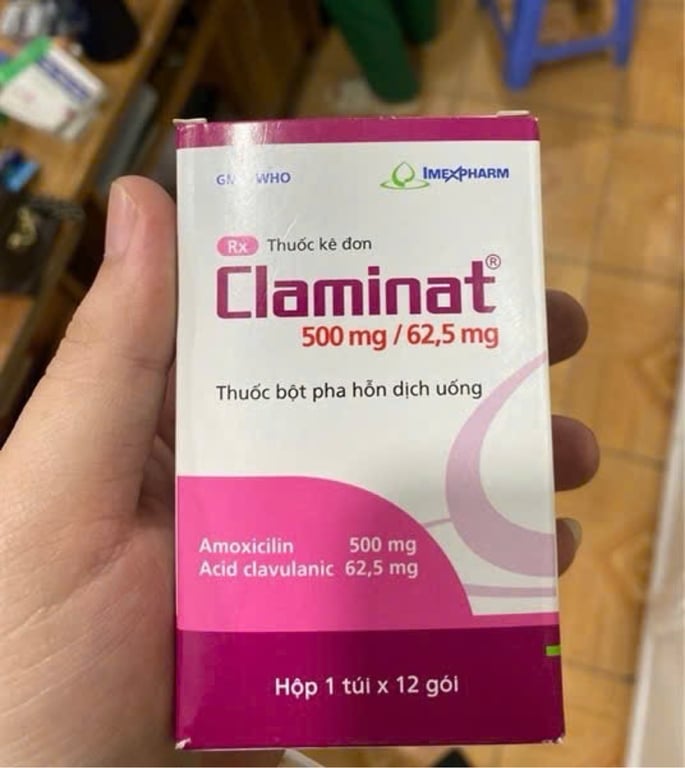 WHO
IMEXPHARM
Rx Thuốc kê đơn
Claminat®
500 mg / 62,5 mg
Thuốc bột pha hỗn dịch uống
Amoxicilin 500 mg
Acid clavulanic 62,5 mg
Hộp 1 túi x 12 gói